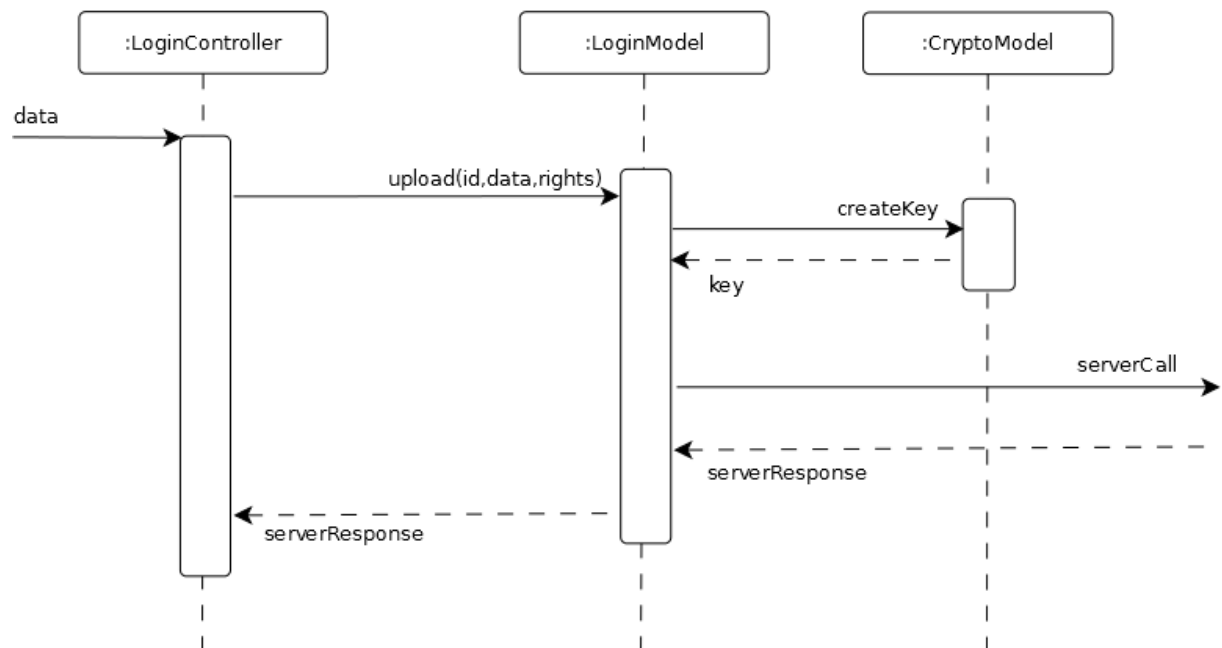 :LoginController
:LoginModel
:CryptoModel
data
upload(id,data,rights)
createKey
key
serverCall
serverResponse
serverResponse